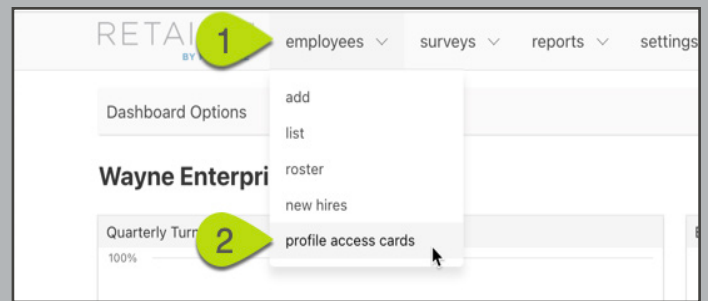 RETAI
1
employees
surveys
reports
settings
BY
Dashboard Options
add
list
roster
new hires
profile access cards
Wayne Enterpri
Quarterly Turn
2
100%